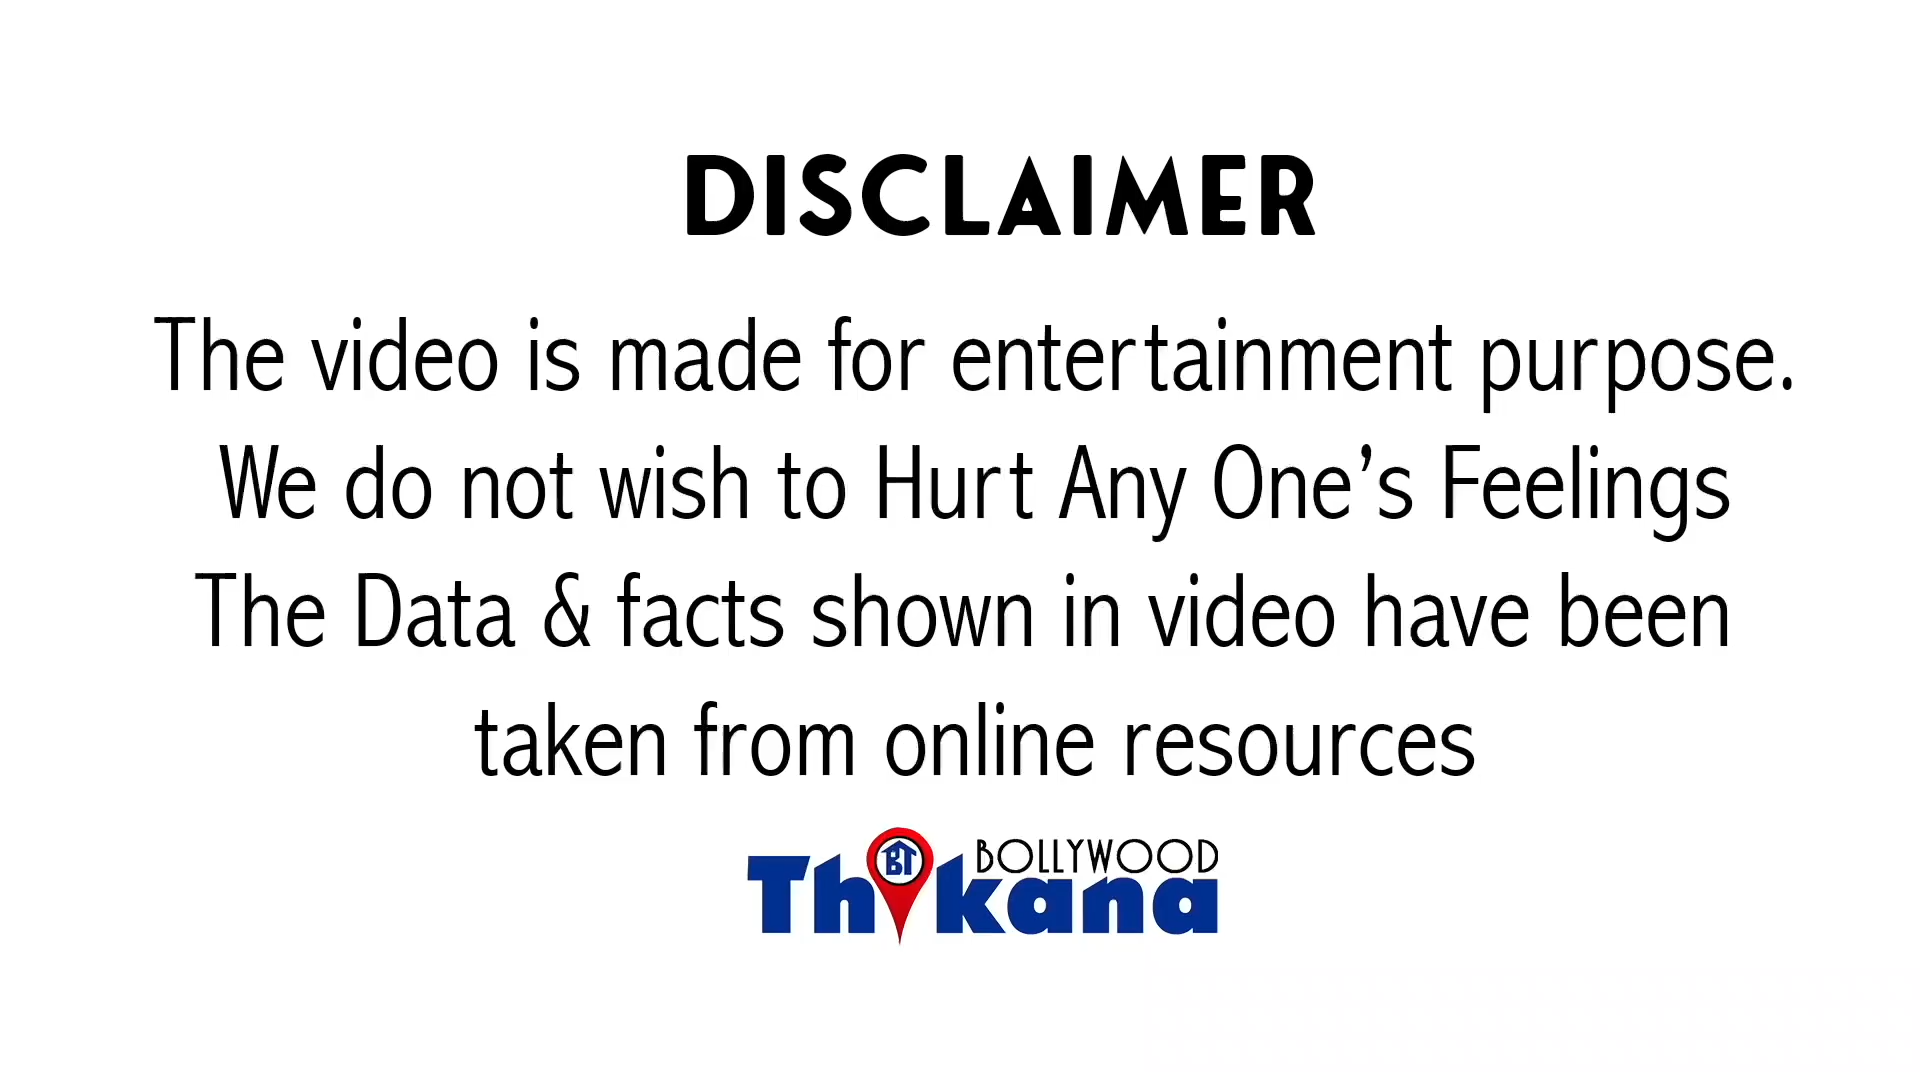 DISCLAIMER
The video is made for entertainment purpose.
We do not wish to Hurt Any One’s Feelings
The Data & facts shown in video have been
taken from online resources
BT BOLLYWOOD
Thikana